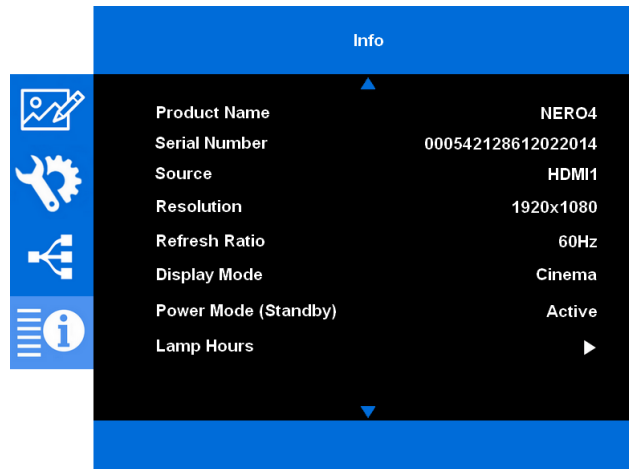 Info
Product Name NERO4
Serial Number 000542128612022014
Source HDMI1
Resolution 1920x1080
Refresh Ratio 60Hz
Display Mode Cinema
Power Mode (Standby) Active
Lamp Hours